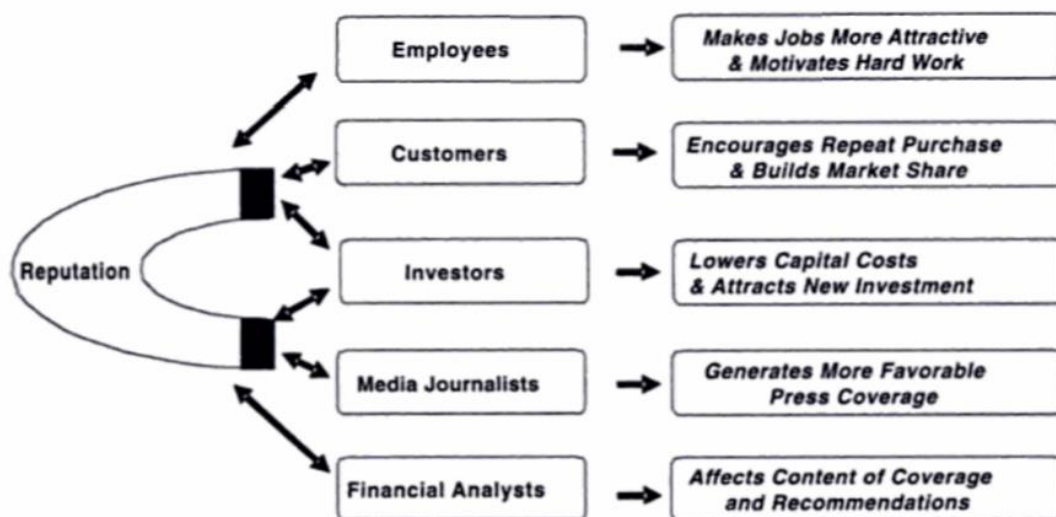 Employees
Makes Jobs More Attractive
& Motivates Hard Work
Customers
Encourages Repeat Purchase
& Builds Market Share
Reputation
Investors
Lowers Capital Costs
& Attracts New Investment
Media Journalists
Generates More Favorable
Press Coverage
Financial Analysts
Affects Content of Coverage
and Recommendations